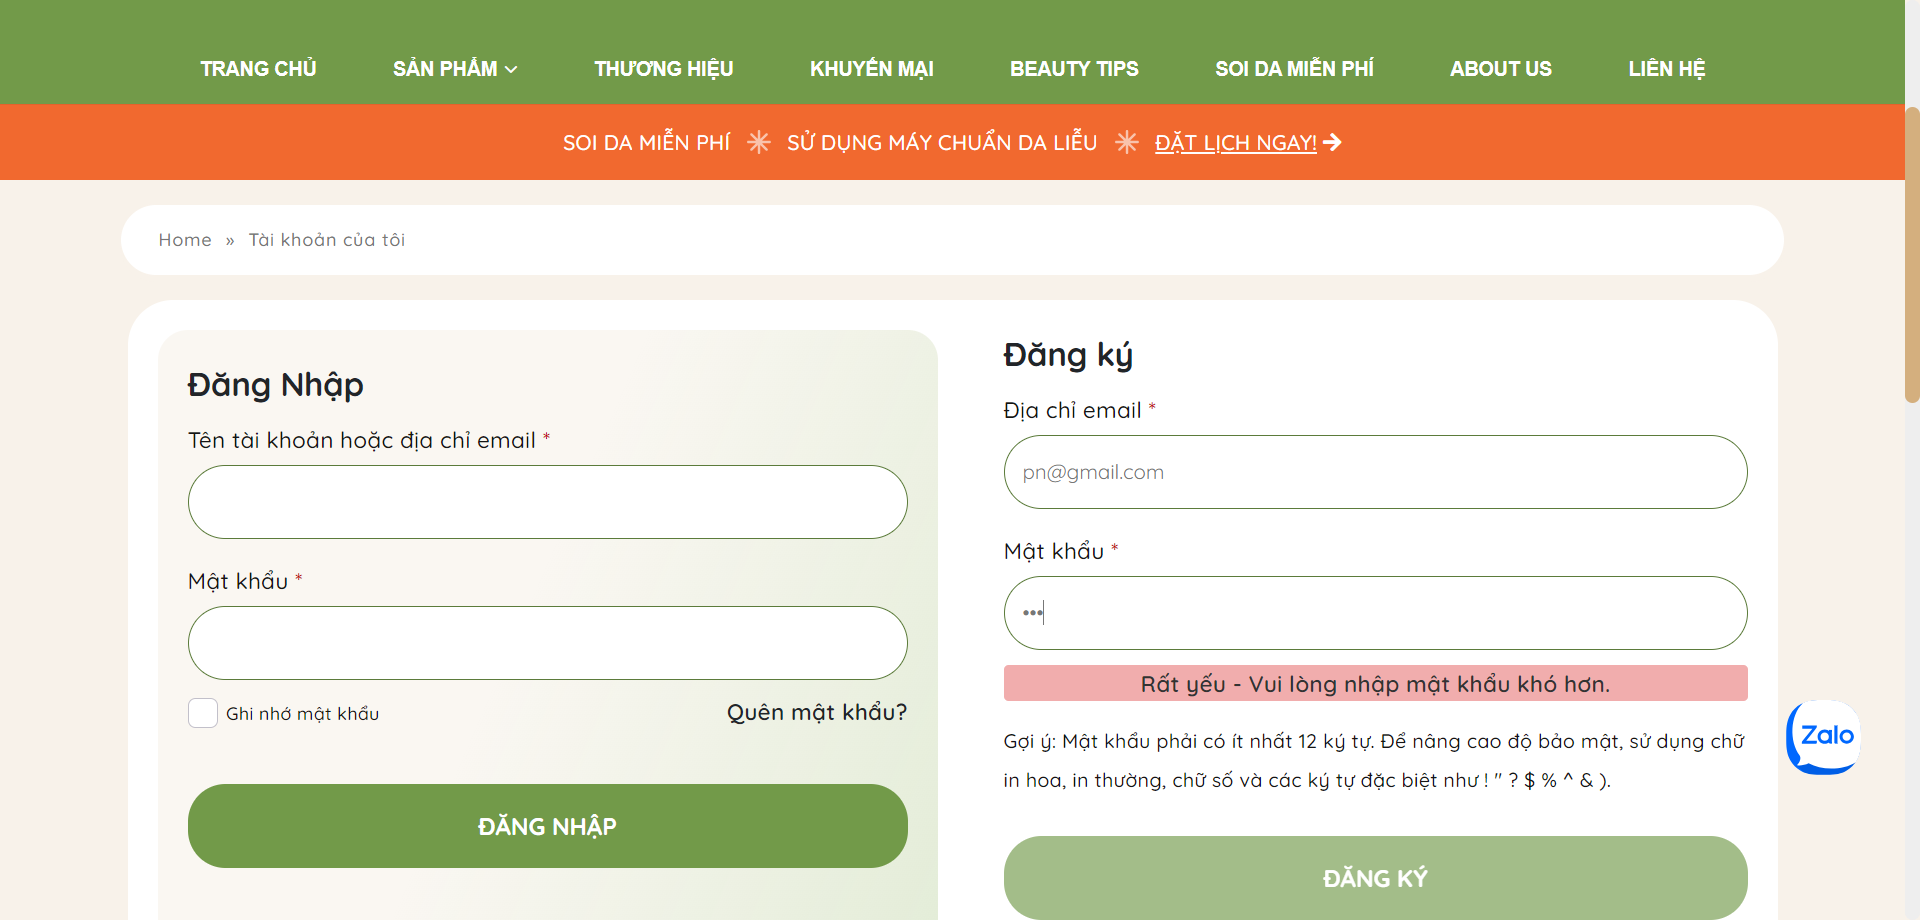 TRANG CHỦ SẢN PHẨM THƯƠNG HIỆU KHUYẾN MẠI BEAUTY TIPS SOI DA MIỄN PHÍ ABOUT US LIÊN HỆ
SOI DA MIỄN PHÍ SỬ DỤNG MÁY CHUẨN DA LIỄU ĐẶT LỊCH NGAY!
Home » Tài khoản của tôi
Đăng Nhập
Tên tài khoản hoặc địa chỉ email *
Mật khẩu *
Ghi nhớ mật khẩu
Quên mật khẩu?
ĐĂNG NHẬP
Đăng ký
Địa chỉ email *
pn@gmail.com
Mật khẩu *
•••
Rất yếu - Vui lòng nhập mật khẩu khó hơn.
Gợi ý: Mật khẩu phải có ít nhất 12 ký tự. Để nâng cao độ bảo mật, sử dụng chữ
in hoa, in thường, chữ số và các ký tự đặc biệt như ! " ? $ % ^ & ).
ĐĂNG KÝ
Zalo